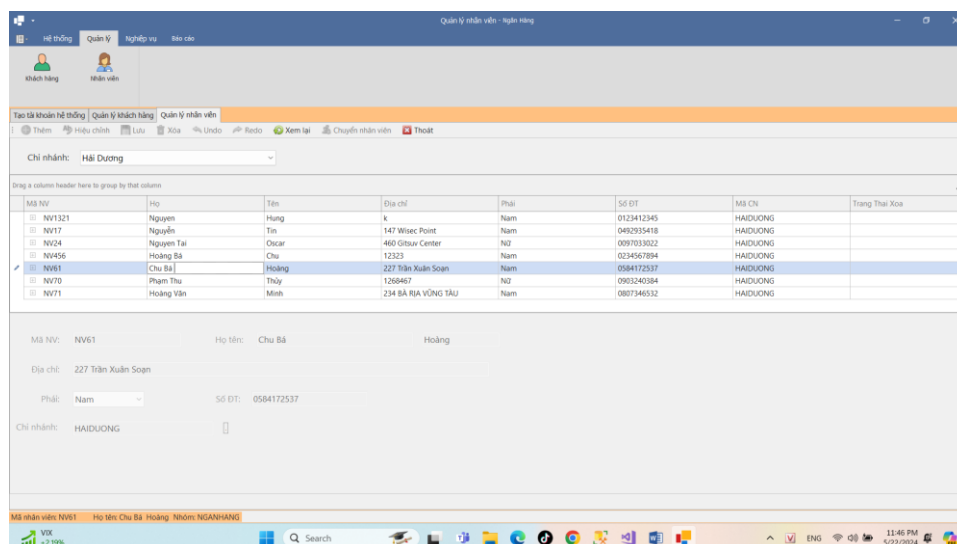 Quản lý nhân viên - Ngân Hàng
Hệ thống Quản lý Nghiệp vụ Báo cáo
Khách hàng Nhân viên
Tạo tài khoản hệ thống Quản lý khách hàng Quản lý nhân viên
Thêm Hiệu chỉnh Lưu Xóa Undo Redo Xem lại Chuyển nhân viên Thoát
Chi nhánh: Hải Dương
Drag a column header here to group by that column
Mã NV Họ Tên Địa chỉ Phái Số ĐT Mã CN Trang Thai Xoa
NV1321 Nguyen Hung k Nam 0123412345 HAIDUONG
NV17 Nguyễn Tin 147 Wisec Point Nam 0492935418 HAIDUONG
NV24 Nguyen Tai Oscar 460 Gitsuv Center Nữ 0097033022 HAIDUONG
NV456 Hoàng Bá Chu 12323 Nam 0234567894 HAIDUONG
NV61 Chu Bá Hoàng 227 Trần Xuân Soạn Nam 0584172537 HAIDUONG
NV70 Phạm Thu Thủy 1268467 Nữ 0903240384 HAIDUONG
NV71 Hoàng Văn Minh 234 BÀ RỊA VŨNG TÀU Nam 0807346532 HAIDUONG
Mã NV: NV61 Họ tên: Chu Bá Hoàng
Địa chỉ: 227 Trần Xuân Soạn
Phái: Nam Số ĐT: 0584172537
Chi nhánh: HAIDUONG
Mã nhân viên: NV61 Họ tên: Chu Bá Hoàng Nhóm: NGANHANG
VIX
+2.19%
Search
ENG
11:46 PM
5/22/2024